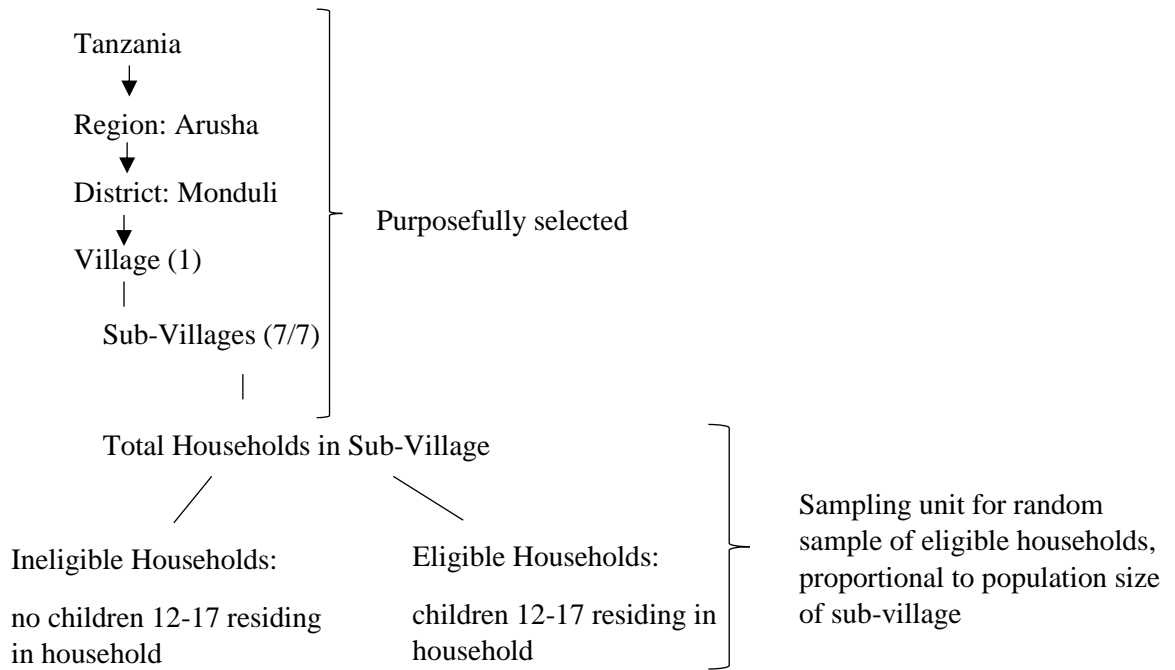 Tanzania
Region: Arusha
District: Monduli
Purposefully selected
Village (1)
Sub-Villages (7/7)
Total Households in Sub-Village
Ineligible Households:
no children 12-17 residing
in household
Eligible Households:
children 12-17 residing in
household
Sampling unit for random
sample of eligible households,
proportional to population size
of sub-village